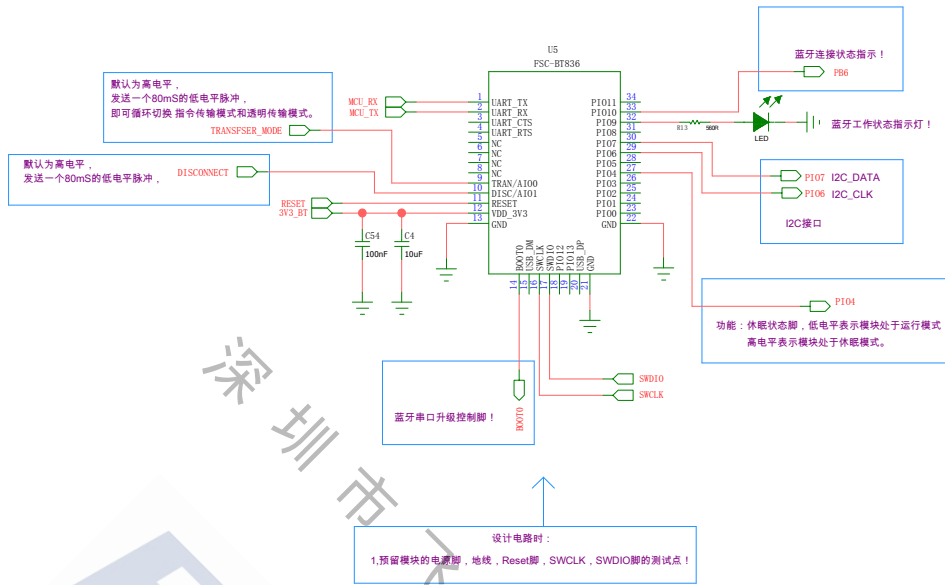 U5
FSC-BT836
默认为高电平，
发送一个80mS的低电平脉冲，
即可循环切换 指令传输模式和透明传输模式。
TRANSFSER_MODE
默认为高电平，
发送一个80mS的低电平脉冲，
DISCONNECT
MCU_RX
MCU_TX
RESET
3V3_BT
C54
100nF
C4
10uF
1 UART_TX
2 UART_RX
3 UART_CTS
4 UART_RTS
5 NC
6 NC
7 NC
8 NC
9 TRAN/AIO0
10 DISC/AIO1
11 RESET
12 VDD_3V3
13 GND
14 BOOT0
15 USB_DM
16 SWCLK
17 SWDIO
18 PIO12
19 PIO13
20 USB_DP
21 GND
PIO11 34
PIO10 33
PIO9 32
PIO8 31
PIO7 30
PIO6 29
PIO5 28
PIO4 27
PIO3 26
PIO2 25
PIO1 24
PIO0 23
GND 22
蓝牙连接状态指示！
PB6
R13
560R
LED
蓝牙工作状态指示灯！
PIO7 I2C_DATA
PIO6 I2C_CLK
I2C接口
PIO4
功能：休眠状态脚，低电平表示模块处于运行模式
高电平表示模块处于休眠模式。
SWDIO
SWCLK
蓝牙串口升级控制脚！
BOOT0
设计电路时：
1,预留模块的电源脚，地线，Reset脚，SWCLK，SWDIO脚的测试点！
深圳市飞